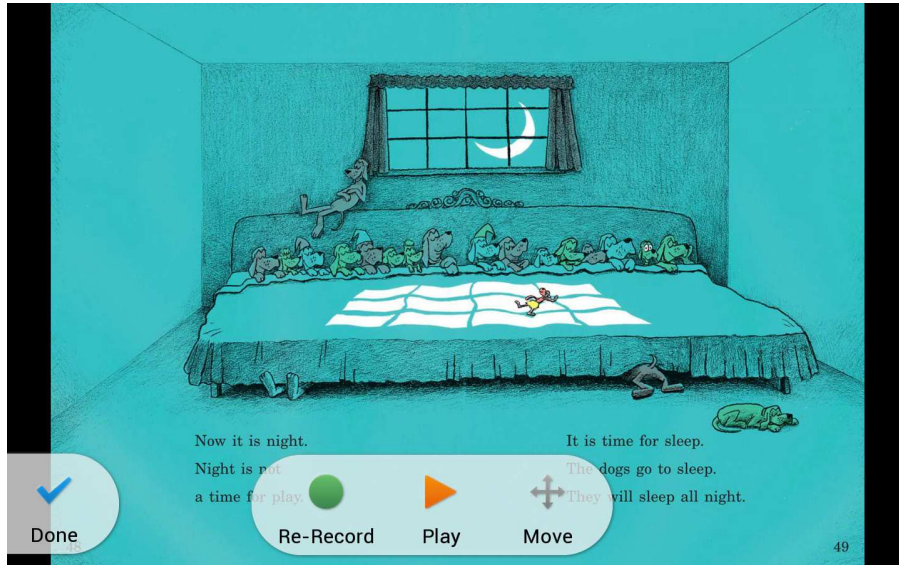 Now it is night.
Night is not
a time for play.
It is time for sleep.
The dogs go to sleep.
They will sleep all night.
Done
Re-Record
Play
Move
48
49